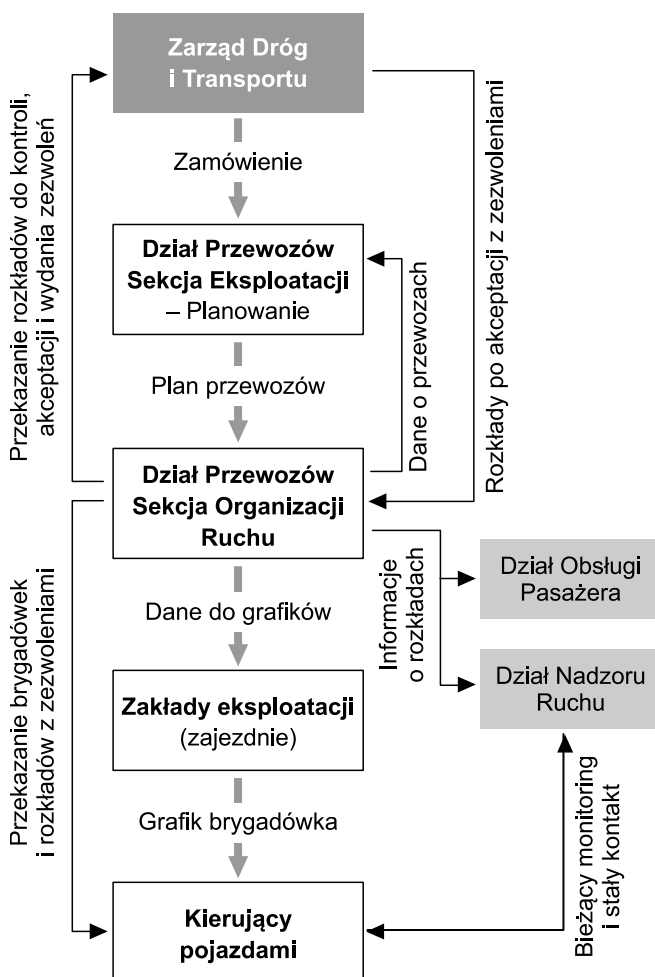 Zarząd Dróg
i Transportu
Zamówienie
Dział Przewozów
Sekcja Eksploatacji
– Planowanie
Plan przewozów
Dział Przewozów
Sekcja Organizacji
Ruchu
Dane do grafików
Zakłady eksploatacji
(zajezdnie)
Grafik brygadówka
Kierujący
pojazdami
Przekazanie rozkładów do kontroli,
akceptacji i wydania zezwoleń
Przekazanie brygadówek
i rozkładów z zezwoleniami
Dane o przewozach
Rozkłady po akceptacji z zezwoleniami
Informacje
o rozkładach
Dział Obsługi
Pasażera
Dział Nadzoru
Ruchu
Bieżący monitoring
i stały kontakt